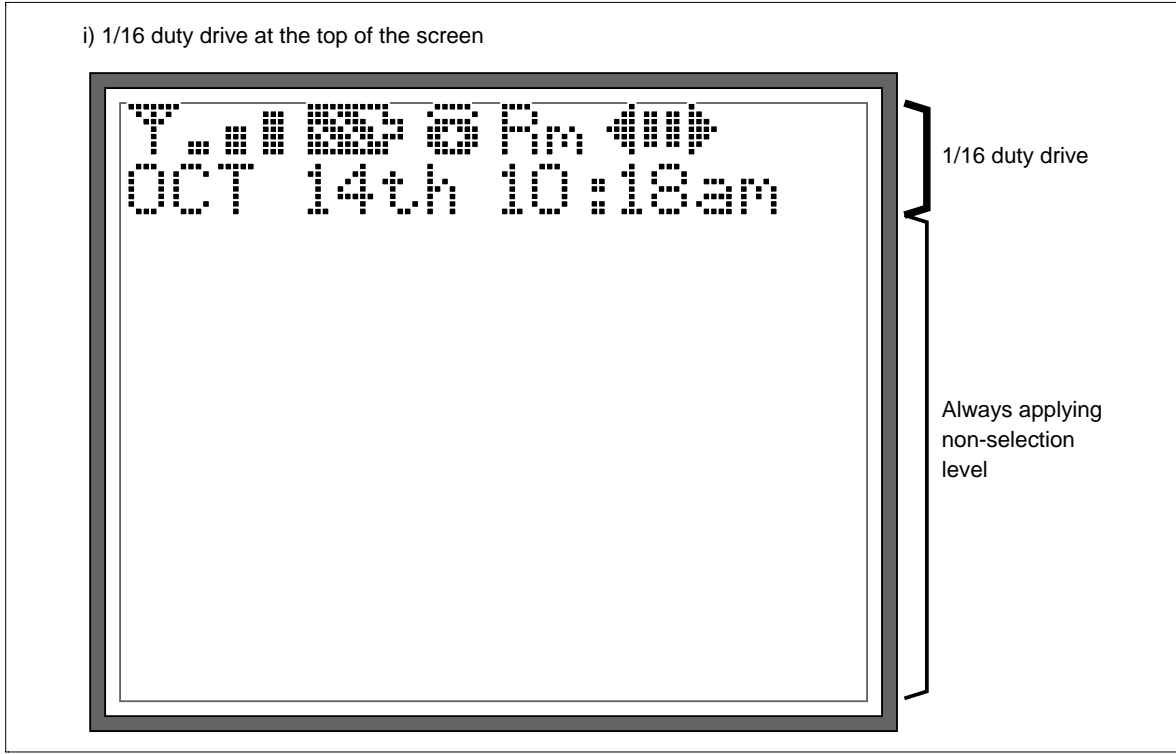 i) 1/16 duty drive at the top of the screen
Rm
OCT 14th 10:18am
1/16 duty drive
Always applying
non-selection
level